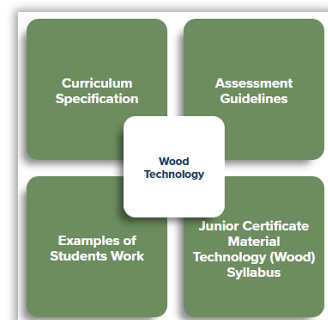 Curriculum
Specification
Assessment
Guidelines
Wood
Technology
Examples of
Students Work
Junior Certificate
Material
Technology (Wood)
Syllabus